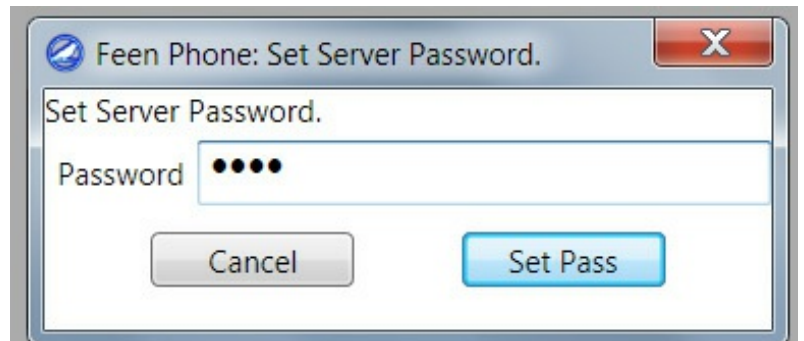 Feen Phone: Set Server Password.
Set Server Password.
Password ••••
Cancel Set Pass